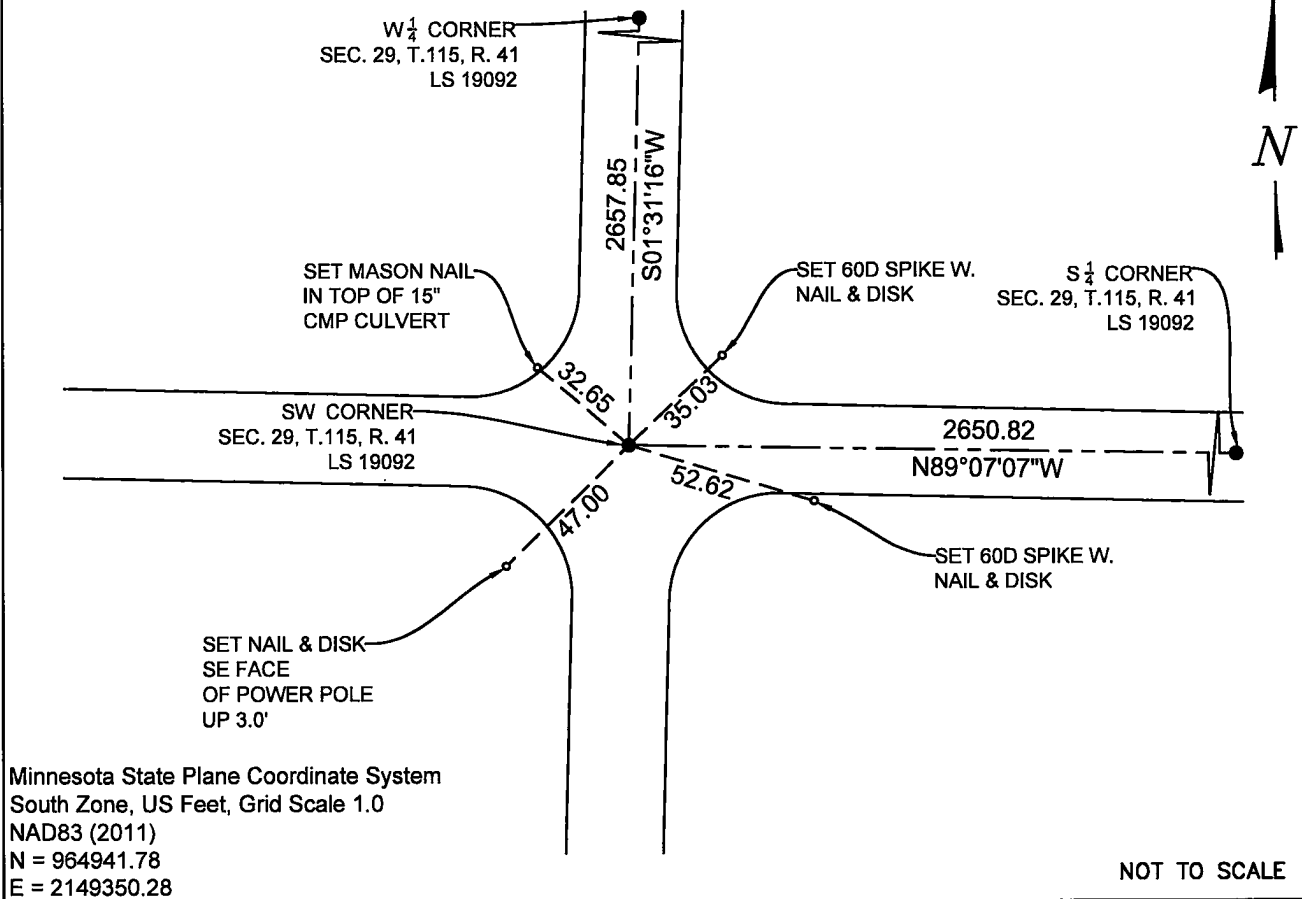 W 1/4 CORNER
SEC. 29, T.115, R. 41
LS 19092
N
2657.85
S01°31'16"W
SET MASON NAIL
IN TOP OF 15"
CMP CULVERT
SET 60D SPIKE W.
NAIL & DISK
S 1/4 CORNER
SEC. 29, T.115, R. 41
LS 19092
32.65
35.03
SW CORNER
SEC. 29, T.115, R. 41
LS 19092
2650.82
N89°07'07"W
52.62
47.00
SET 60D SPIKE W.
NAIL & DISK
SET NAIL & DISK
SE FACE
OF POWER POLE
UP 3.0'
Minnesota State Plane Coordinate System
South Zone, US Feet, Grid Scale 1.0
NAD83 (2011)
N = 964941.78
E = 2149350.28
NOT TO SCALE